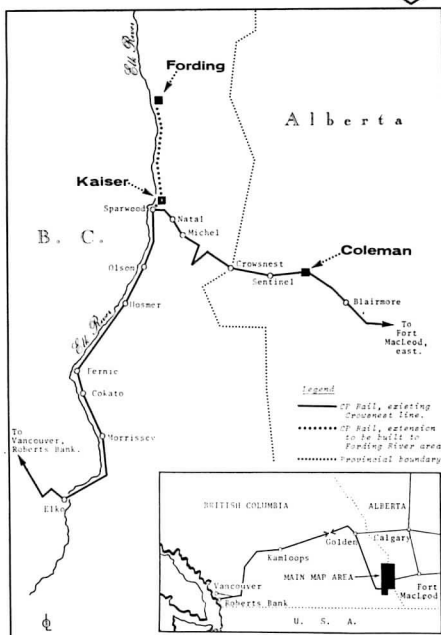 Elk River
Fording
Alberta
Kaiser
Sparwood
Natal
Michel
B. C.
Coleman
Olson
Crowsnest
Sentinel
Hosmer
Blairmore
Elk River
To
Fort
MacLeod,
east.
Fernie
Cokato
Legend
CP Rail, existing
Crowsnest line.
CP Rail, extension
to be built to
Fording River area
Provincial boundary
To
Vancouver,
Roberts Bank.
Morrissey
Elko
BRITISH COLUMBIA
ALBERTA
Golden
Calgary
Kamloops
MAIN MAP AREA
Vancouver
Fort
MacLeod
Roberts Bank
U. S. A.